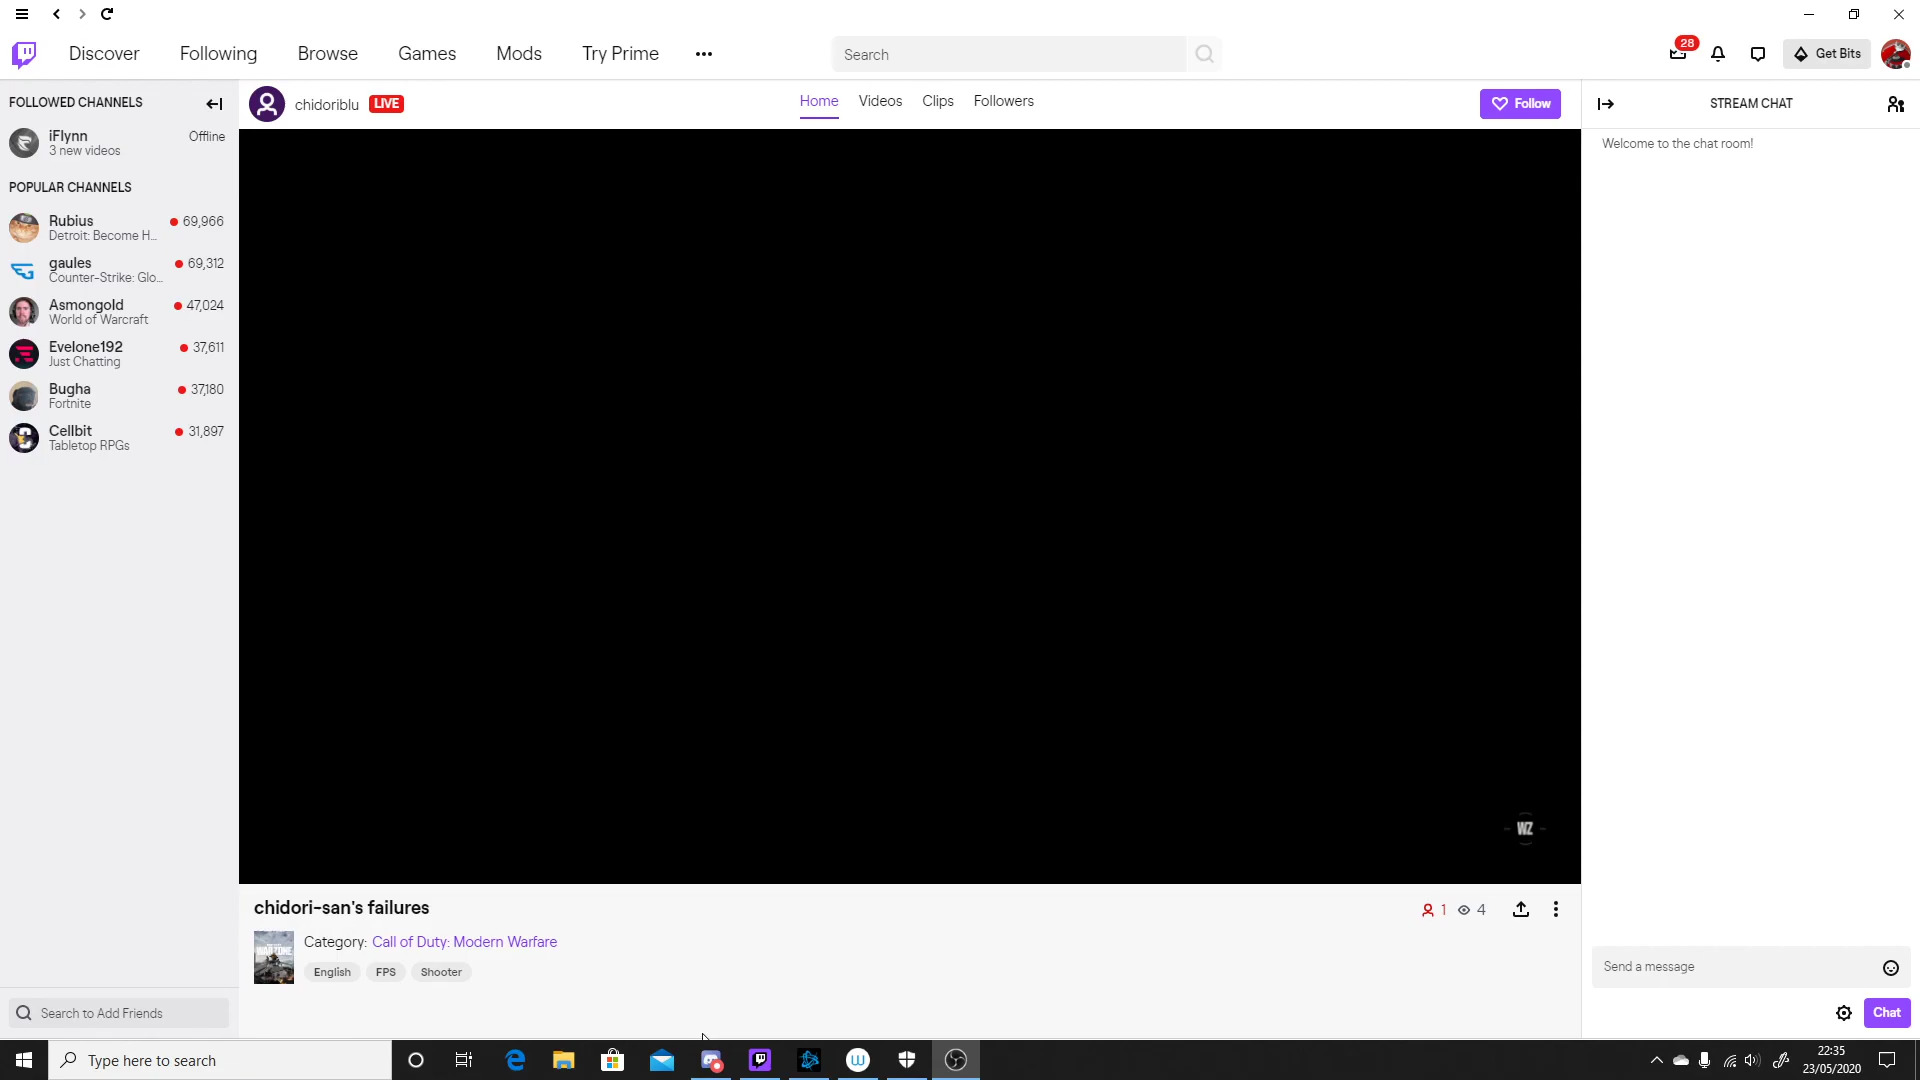 Discover
Following
Browse
Games
Mods
Try Prime
Search
28
Get Bits
FOLLOWED CHANNELS
iFlynn
Offline
3 new videos
POPULAR CHANNELS
Rubius
69,966
Detroit: Become H...
gaules
69,312
Counter-Strike: Glo...
Asmongold
47,024
World of Warcraft
Evelone192
37,611
Just Chatting
Bugha
37,180
Fortnite
Cellbit
31,897
Tabletop RPGs
Search to Add Friends
chidoriblu
LIVE
Home
Videos
Clips
Followers
Follow
WZ
chidori-san's failures
1
4
Category: Call of Duty: Modern Warfare
WARZONE
English
FPS
Shooter
STREAM CHAT
Welcome to the chat room!
Send a message
Chat
Type here to search
22:35
23/05/2020